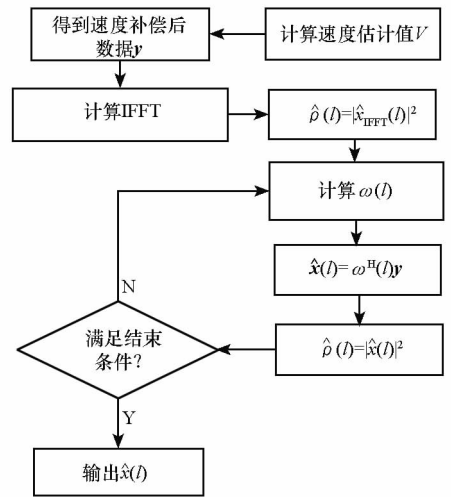 得到速度补偿后
数据y
计算速度估计值V
计算IFFT
ρ̂(l)=|x̂_IFFT(l)|²
计算ω(l)
x̂(l)=ω^H(l)y
N
满足结束
条件?
ρ̂(l)=|x̂(l)|²
Y
输出x̂(l)